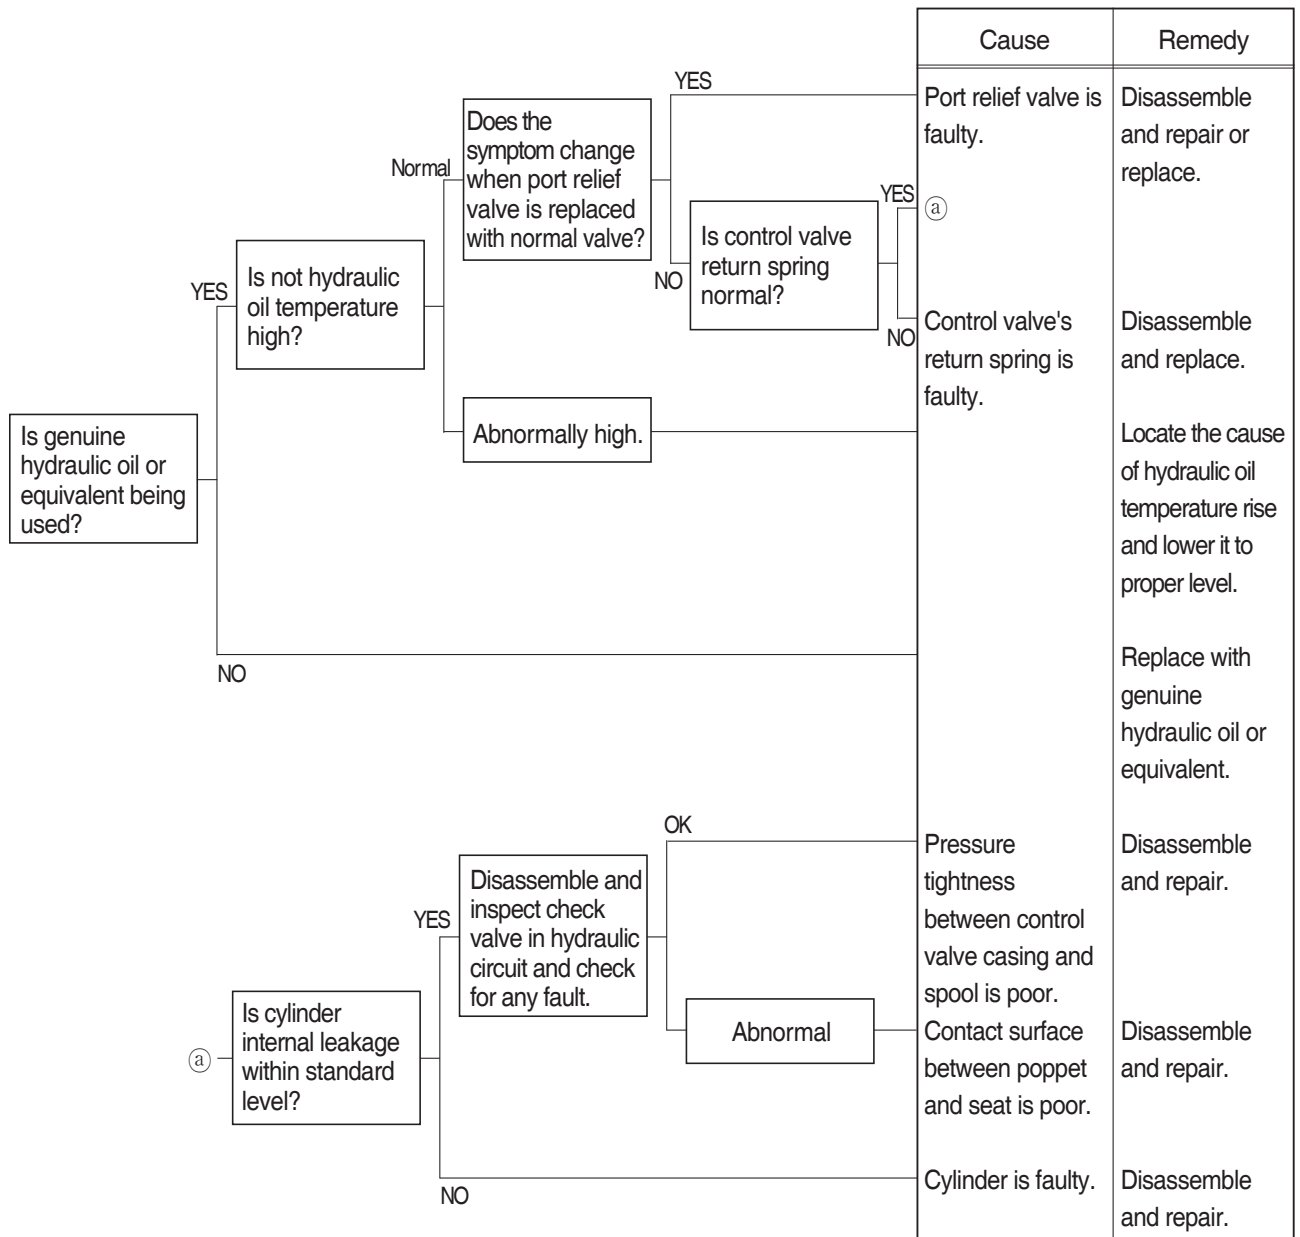 Cause
Remedy
YES
Port relief valve is
faulty.
Disassemble
and repair or
replace.
Does the
symptom change
when port relief
valve is replaced
with normal valve?
Normal
YES
ⓐ
Is control valve
return spring
normal?
NO
YES
Is not hydraulic
oil temperature
high?
NO
Control valve's
return spring is
faulty.
Disassemble
and replace.
Abnormally high.
Locate the cause
of hydraulic oil
temperature rise
and lower it to
proper level.
Is genuine
hydraulic oil or
equivalent being
used?
NO
Replace with
genuine
hydraulic oil or
equivalent.
OK
Pressure
tightness
between control
valve casing and
spool is poor.
Disassemble
and repair.
Disassemble and
inspect check
valve in hydraulic
circuit and check
for any fault.
YES
Abnormal
Contact surface
between poppet
and seat is poor.
Disassemble
and repair.
ⓐ
Is cylinder
internal leakage
within standard
level?
NO
Cylinder is faulty.
Disassemble
and repair.